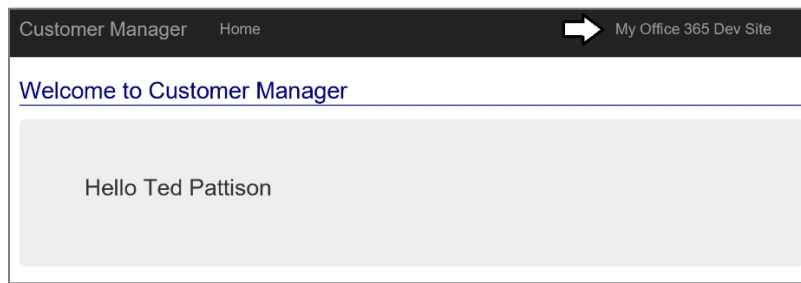 Customer Manager Home My Office 365 Dev Site
Welcome to Customer Manager
Hello Ted Pattison